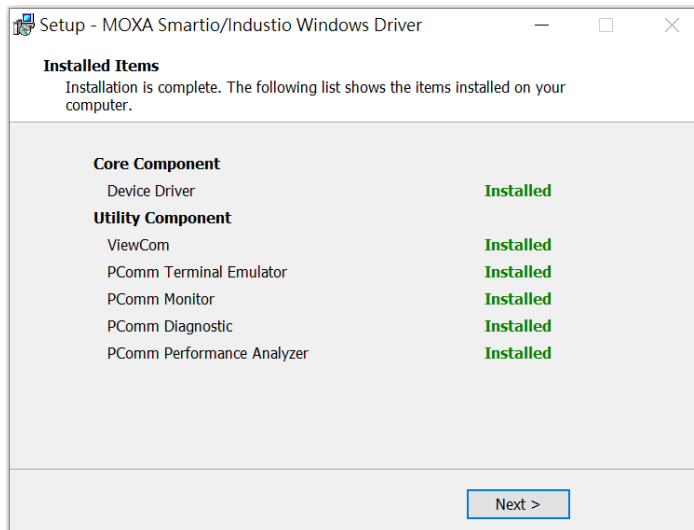 Setup - MOXA Smartio/Industio Windows Driver
Installed Items
Installation is complete. The following list shows the items installed on your
computer.
Core Component
Device Driver Installed
Utility Component
ViewCom Installed
PComm Terminal Emulator Installed
PComm Monitor Installed
PComm Diagnostic Installed
PComm Performance Analyzer Installed
Next >